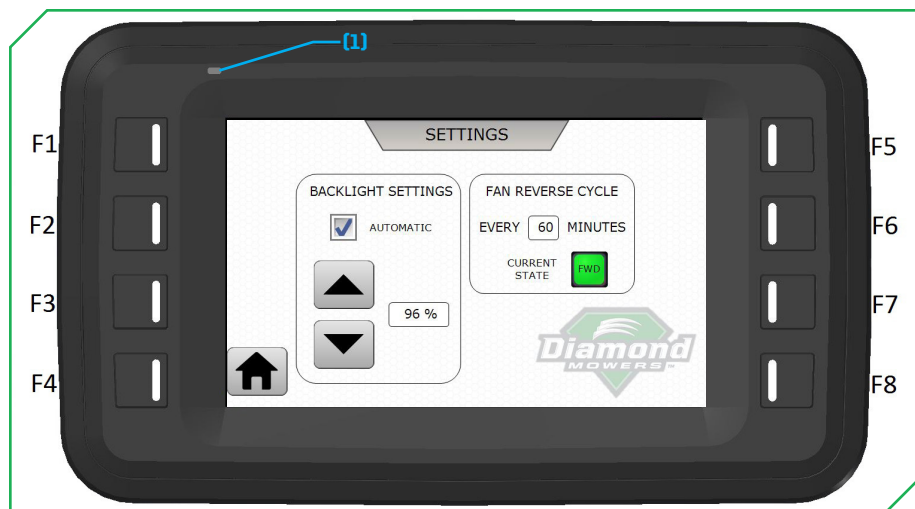 (1)
F1
F2
F3
F4
SETTINGS
BACKLIGHT SETTINGS
AUTOMATIC
96 %
FAN REVERSE CYCLE
EVERY 60 MINUTES
CURRENT
STATE
FWD
Diamond
MOWERS
F5
F6
F7
F8